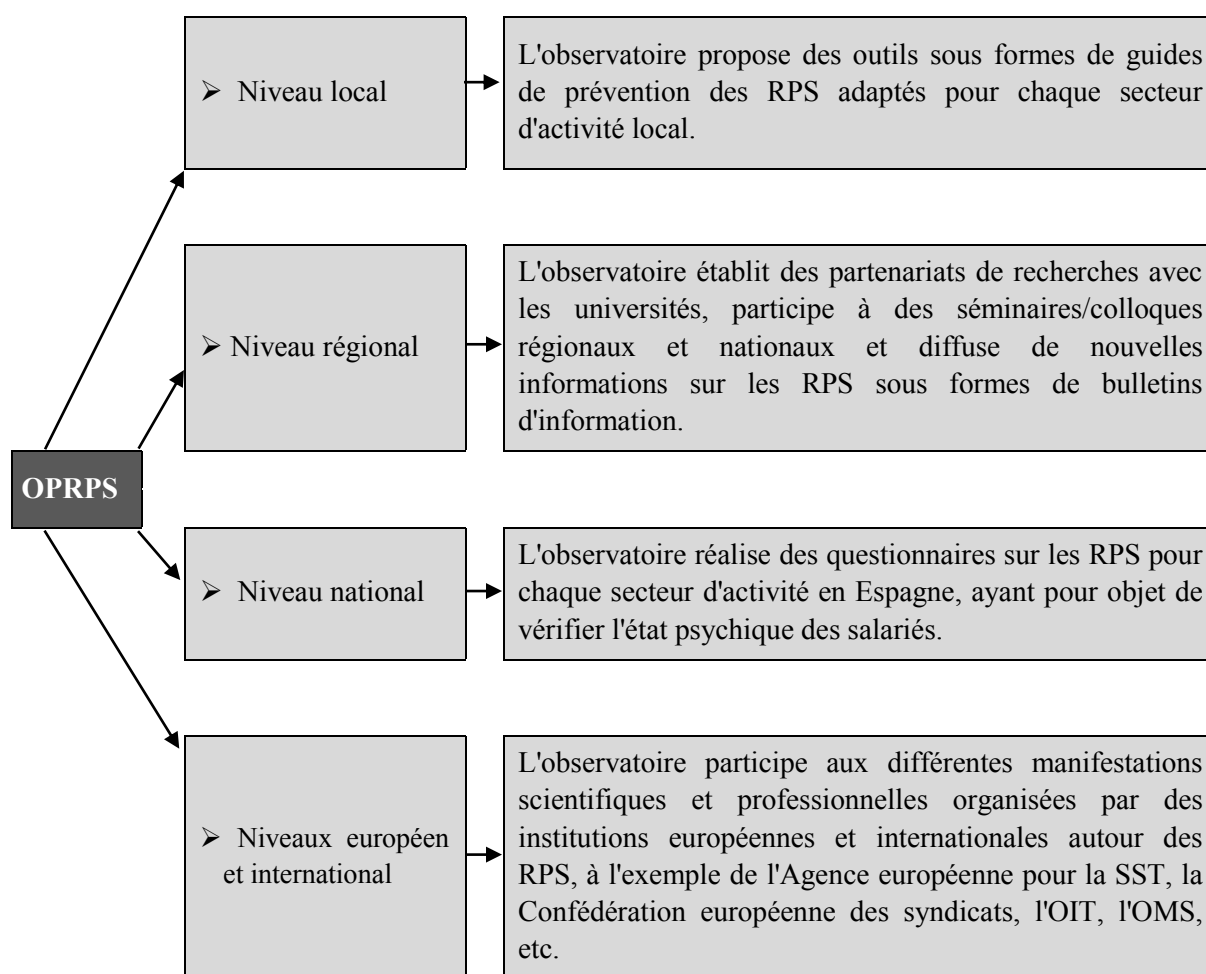 ➢ Niveau local
L'observatoire propose des outils sous formes de guides
de prévention des RPS adaptés pour chaque secteur
d'activité local.
➢ Niveau régional
L'observatoire établit des partenariats de recherches avec
les universités, participe à des séminaires/colloques
régionaux et nationaux et diffuse de nouvelles
informations sur les RPS sous formes de bulletins
d'information.
OPRPS
➢ Niveau national
L'observatoire réalise des questionnaires sur les RPS pour
chaque secteur d'activité en Espagne, ayant pour objet de
vérifier l'état psychique des salariés.
➢ Niveaux européen
et international
L'observatoire participe aux différentes manifestations
scientifiques et professionnelles organisées par des
institutions européennes et internationales autour des
RPS, à l'exemple de l'Agence européenne pour la SST, la
Confédération européenne des syndicats, l'OIT, l'OMS,
etc.